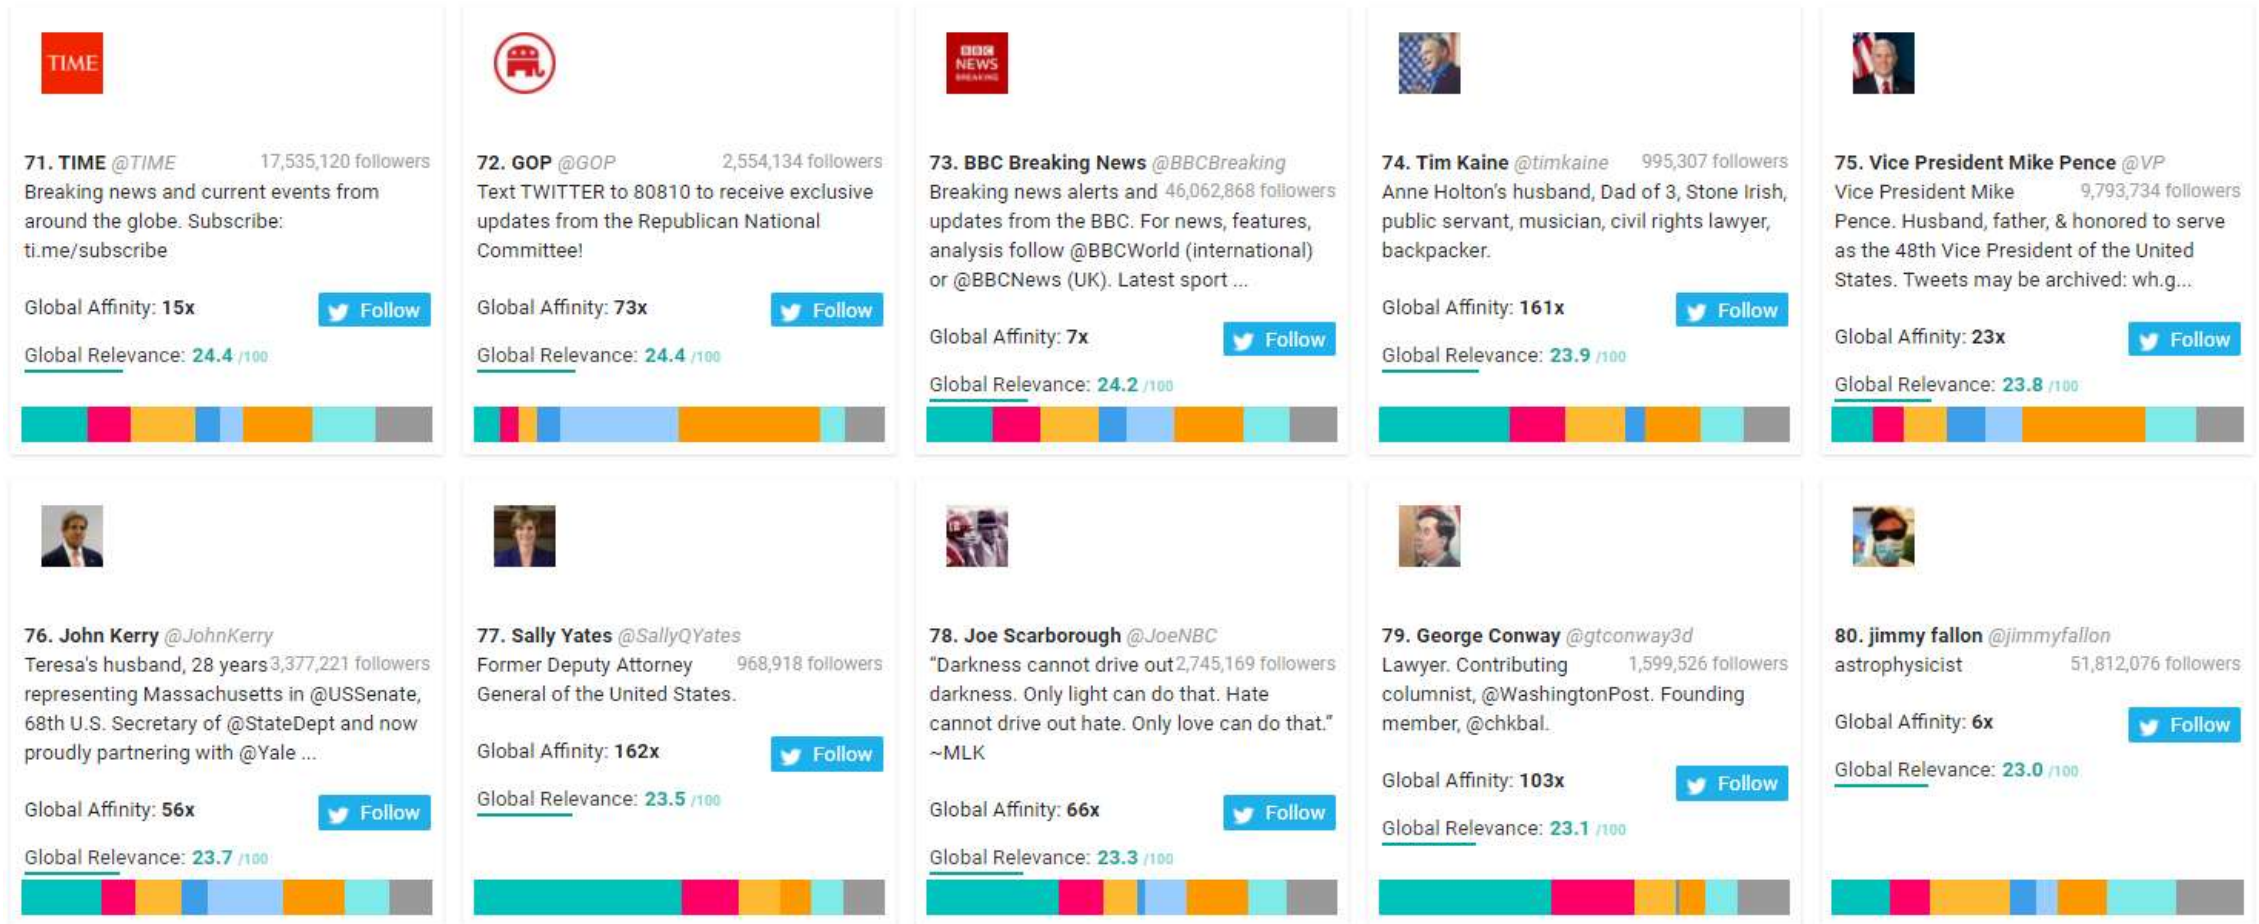 TIME
BBC
NEWS
BREAKING
71. TIME @TIME 17,535,120 followers
Breaking news and current events from
around the globe. Subscribe:
ti.me/subscribe
Global Affinity: 15x Follow
Global Relevance: 24.4 /100
72. GOP @GOP 2,554,134 followers
Text TWITTER to 80810 to receive exclusive
updates from the Republican National
Committee!
Global Affinity: 73x Follow
Global Relevance: 24.4 /100
73. BBC Breaking News @BBCBreaking
Breaking news alerts and 46,062,868 followers
updates from the BBC. For news, features,
analysis follow @BBCWorld (international)
or @BBCNews (UK). Latest sport ...
Global Affinity: 7x Follow
Global Relevance: 24.2 /100
74. Tim Kaine @timkaine 995,307 followers
Anne Holton's husband, Dad of 3, Stone Irish,
public servant, musician, civil rights lawyer,
backpacker.
Global Affinity: 161x Follow
Global Relevance: 23.9 /100
75. Vice President Mike Pence @VP
Vice President Mike 9,793,734 followers
Pence. Husband, father, & honored to serve
as the 48th Vice President of the United
States. Tweets may be archived: wh.g...
Global Affinity: 23x Follow
Global Relevance: 23.8 /100
76. John Kerry @JohnKerry
Teresa's husband, 28 years 3,377,221 followers
representing Massachusetts in @USSenate,
68th U.S. Secretary of @StateDept and now
proudly partnering with @Yale ...
Global Affinity: 56x Follow
Global Relevance: 23.7 /100
77. Sally Yates @SallyQYates
Former Deputy Attorney 968,918 followers
General of the United States.
Global Affinity: 162x Follow
Global Relevance: 23.5 /100
78. Joe Scarborough @JoeNBC
“Darkness cannot drive out 2,745,169 followers
darkness. Only light can do that. Hate
cannot drive out hate. Only love can do that.”
~MLK
Global Affinity: 66x Follow
Global Relevance: 23.3 /100
79. George Conway @gtconway3d
Lawyer. Contributing 1,599,526 followers
columnist, @WashingtonPost. Founding
member, @chkbal.
Global Affinity: 103x Follow
Global Relevance: 23.1 /100
80. jimmy fallon @jimmyfallon
astrophysicist 51,812,076 followers
Global Affinity: 6x Follow
Global Relevance: 23.0 /100